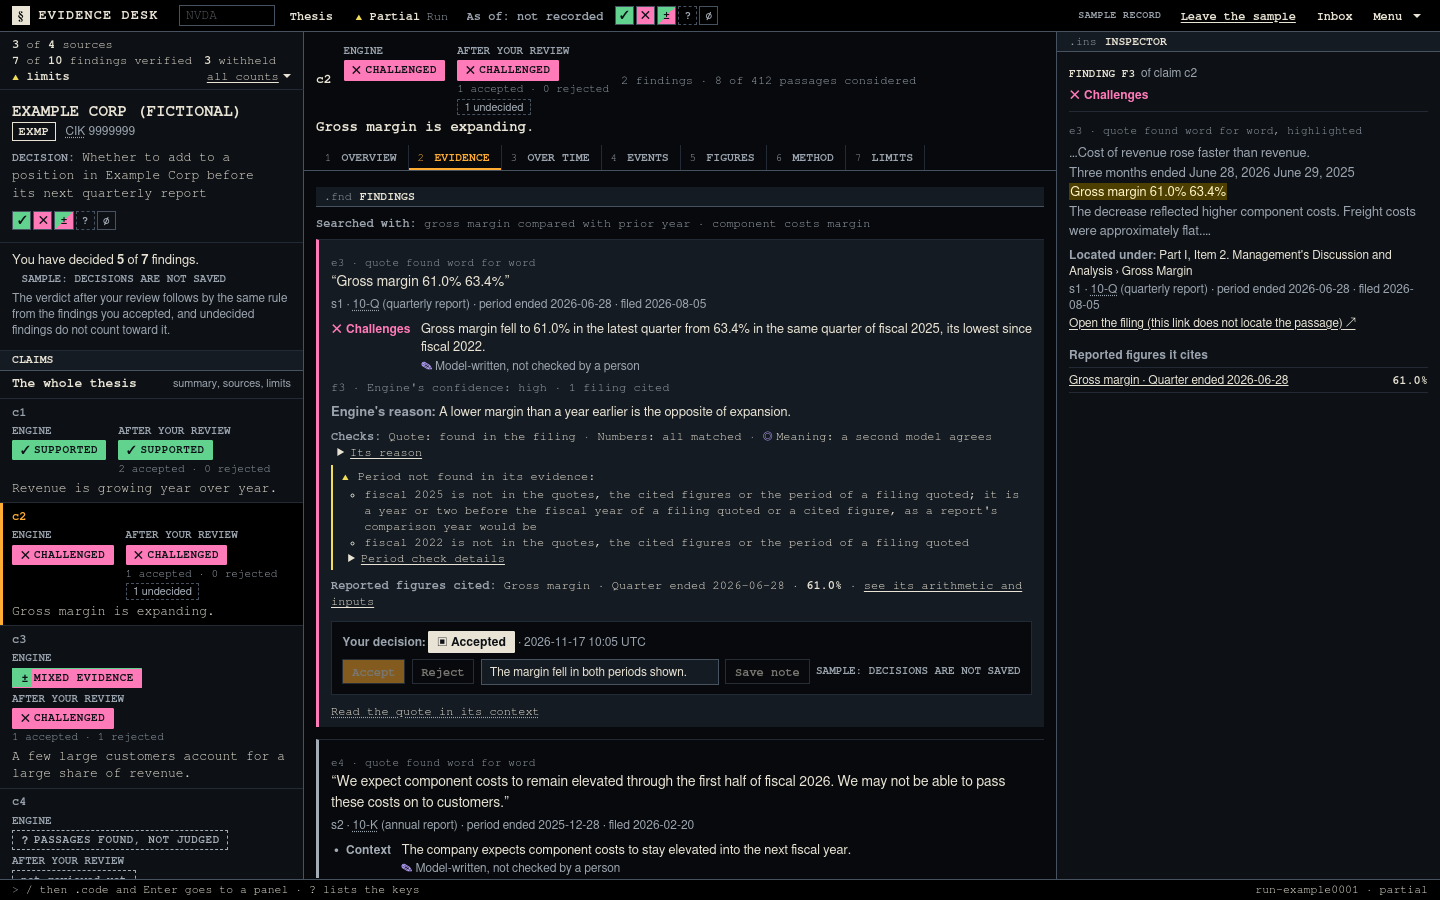 § EVIDENCE DESK NVDA Thesis ▲ Partial Run As of: not recorded ✓ ✕ ± ? ø SAMPLE RECORD Leave the sample Inbox Menu
3 of 4 sources
7 of 10 findings verified 3 withheld
▲ limits all counts
EXAMPLE CORP (FICTIONAL)
EXMP CIK 9999999
DECISION: Whether to add to a
position in Example Corp before
its next quarterly report
✓ ✕ ± ? ø
You have decided 5 of 7 findings.
SAMPLE: DECISIONS ARE NOT SAVED
The verdict after your review follows by the same rule
from the findings you accepted, and undecided
findings do not count toward it.
CLAIMS
The whole thesis summary, sources, limits
c1
ENGINE AFTER YOUR REVIEW
✓ SUPPORTED ✓ SUPPORTED
2 accepted · 0 rejected
Revenue is growing year over year.
c2
ENGINE AFTER YOUR REVIEW
✕ CHALLENGED ✕ CHALLENGED
1 accepted · 0 rejected
1 undecided
Gross margin is expanding.
c3
ENGINE
± MIXED EVIDENCE
AFTER YOUR REVIEW
✕ CHALLENGED
1 accepted · 1 rejected
A few large customers account for a
large share of revenue.
c4
ENGINE
? PASSAGES FOUND, NOT JUDGED
AFTER YOUR REVIEW
c2 ENGINE AFTER YOUR REVIEW
✕ CHALLENGED ✕ CHALLENGED 2 findings · 8 of 412 passages considered
1 accepted · 0 rejected
1 undecided
Gross margin is expanding.
1 OVERVIEW 2 EVIDENCE 3 OVER TIME 4 EVENTS 5 FIGURES 6 METHOD 7 LIMITS
.fnd FINDINGS
Searched with: gross margin compared with prior year · component costs margin
e3 · quote found word for word
“Gross margin 61.0% 63.4%”
s1 · 10-Q (quarterly report) · period ended 2026-06-28 · filed 2026-08-05
✕ Challenges Gross margin fell to 61.0% in the latest quarter from 63.4% in the same quarter of fiscal 2025, its lowest since
fiscal 2022.
✎ Model-written, not checked by a person
f3 · Engine's confidence: high · 1 filing cited
Engine's reason: A lower margin than a year earlier is the opposite of expansion.
Checks: Quote: found in the filing · Numbers: all matched · ◎ Meaning: a second model agrees
▶ Its reason
▲ Period not found in its evidence:
fiscal 2025 is not in the quotes, the cited figures or the period of a filing quoted; it is
a year or two before the fiscal year of a filing quoted or a cited figure, as a report's
comparison year would be
fiscal 2022 is not in the quotes, the cited figures or the period of a filing quoted
▶ Period check details
Reported figures cited: Gross margin · Quarter ended 2026-06-28 · 61.0% · see its arithmetic and
inputs
Your decision: ▣ Accepted · 2026-11-17 10:05 UTC
Accept Reject The margin fell in both periods shown. Save note SAMPLE: DECISIONS ARE NOT SAVED
Read the quote in its context
e4 · quote found word for word
“We expect component costs to remain elevated through the first half of fiscal 2026. We may not be able to pass
these costs on to customers.”
s2 · 10-K (annual report) · period ended 2025-12-28 · filed 2026-02-20
• Context The company expects component costs to stay elevated into the next fiscal year.
✎ Model-written, not checked by a person
.ins INSPECTOR
FINDING F3 of claim c2
✕ Challenges
e3 · quote found word for word, highlighted
…Cost of revenue rose faster than revenue.
Three months ended June 28, 2026 June 29, 2025
Gross margin 61.0% 63.4%
The decrease reflected higher component costs. Freight costs
were approximately flat.…
Located under: Part I, Item 2. Management's Discussion and
Analysis › Gross Margin
s1 · 10-Q (quarterly report) · period ended 2026-06-28 · filed 2026-
08-05
Open the filing (this link does not locate the passage) ↗
Reported figures it cites
Gross margin · Quarter ended 2026-06-28 61.0%
> / then .code and Enter goes to a panel · ? lists the keys run-example0001 · partial